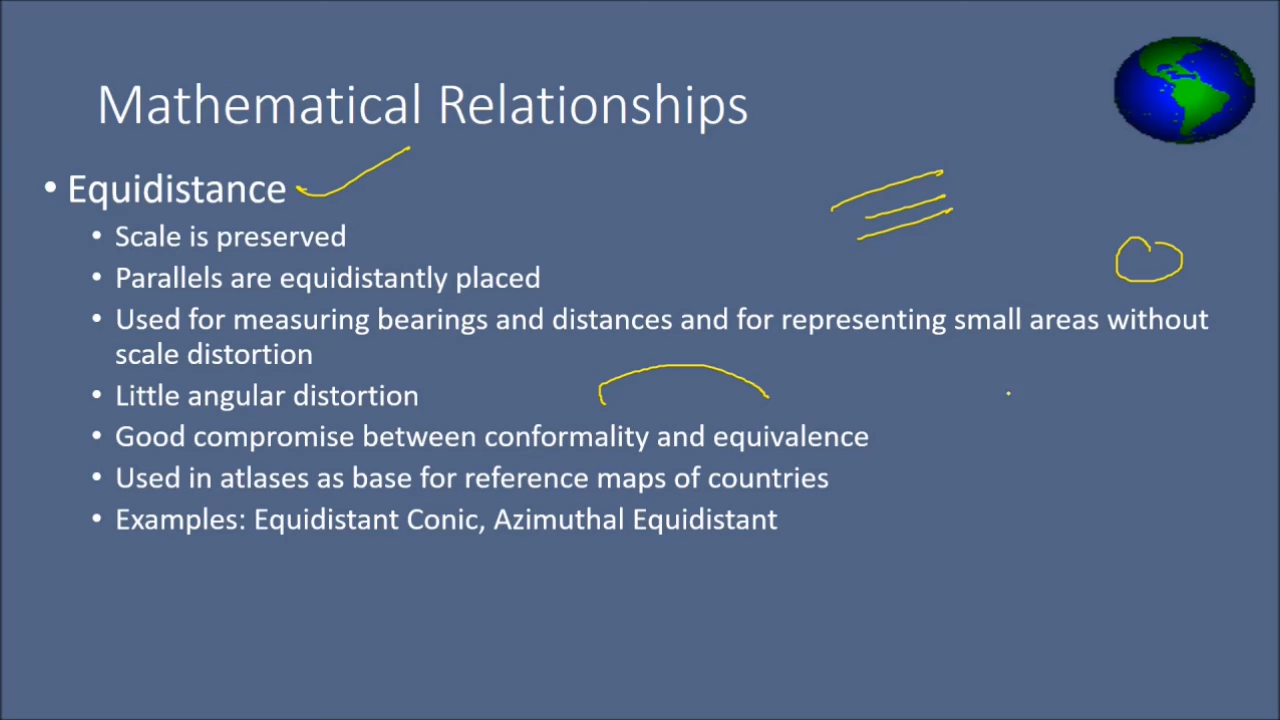 Mathematical Relationships
• Equidistance
• Scale is preserved
• Parallels are equidistantly placed
• Used for measuring bearings and distances and for representing small areas without
scale distortion
• Little angular distortion
• Good compromise between conformality and equivalence
• Used in atlases as base for reference maps of countries
• Examples: Equidistant Conic, Azimuthal Equidistant